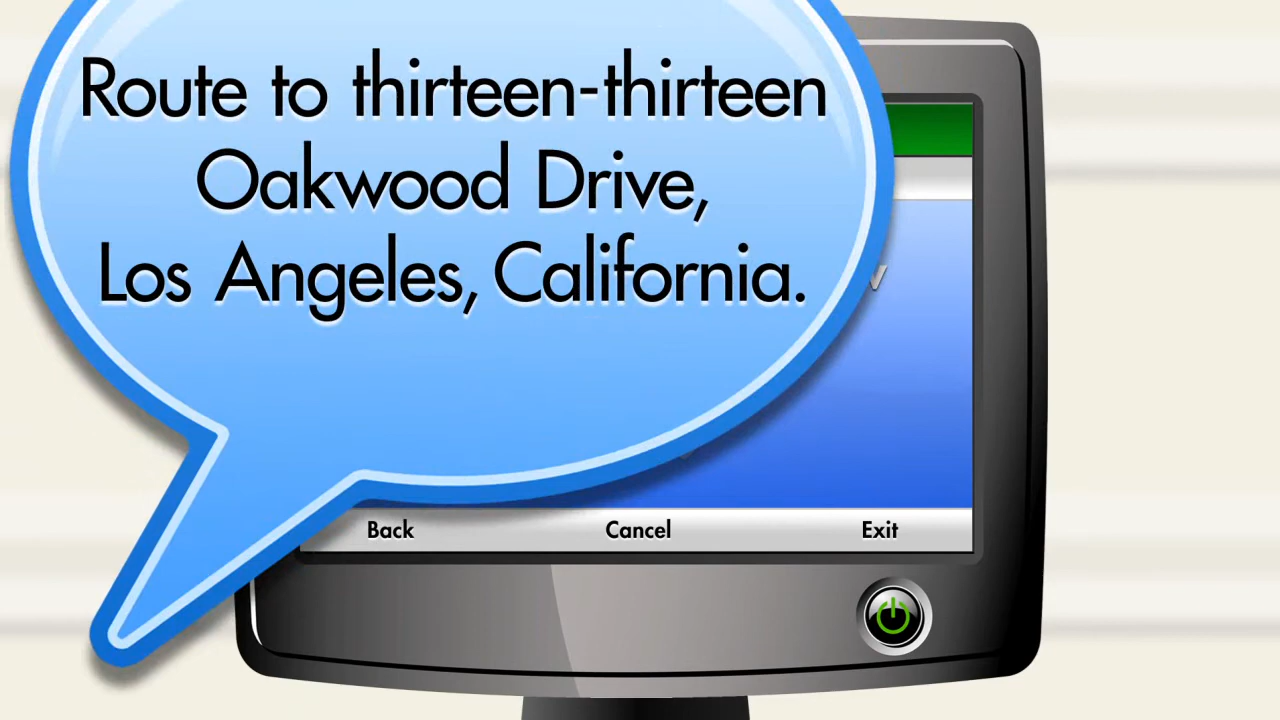 Route to thirteen-thirteen
Oakwood Drive,
Los Angeles, California.
Back Cancel Exit